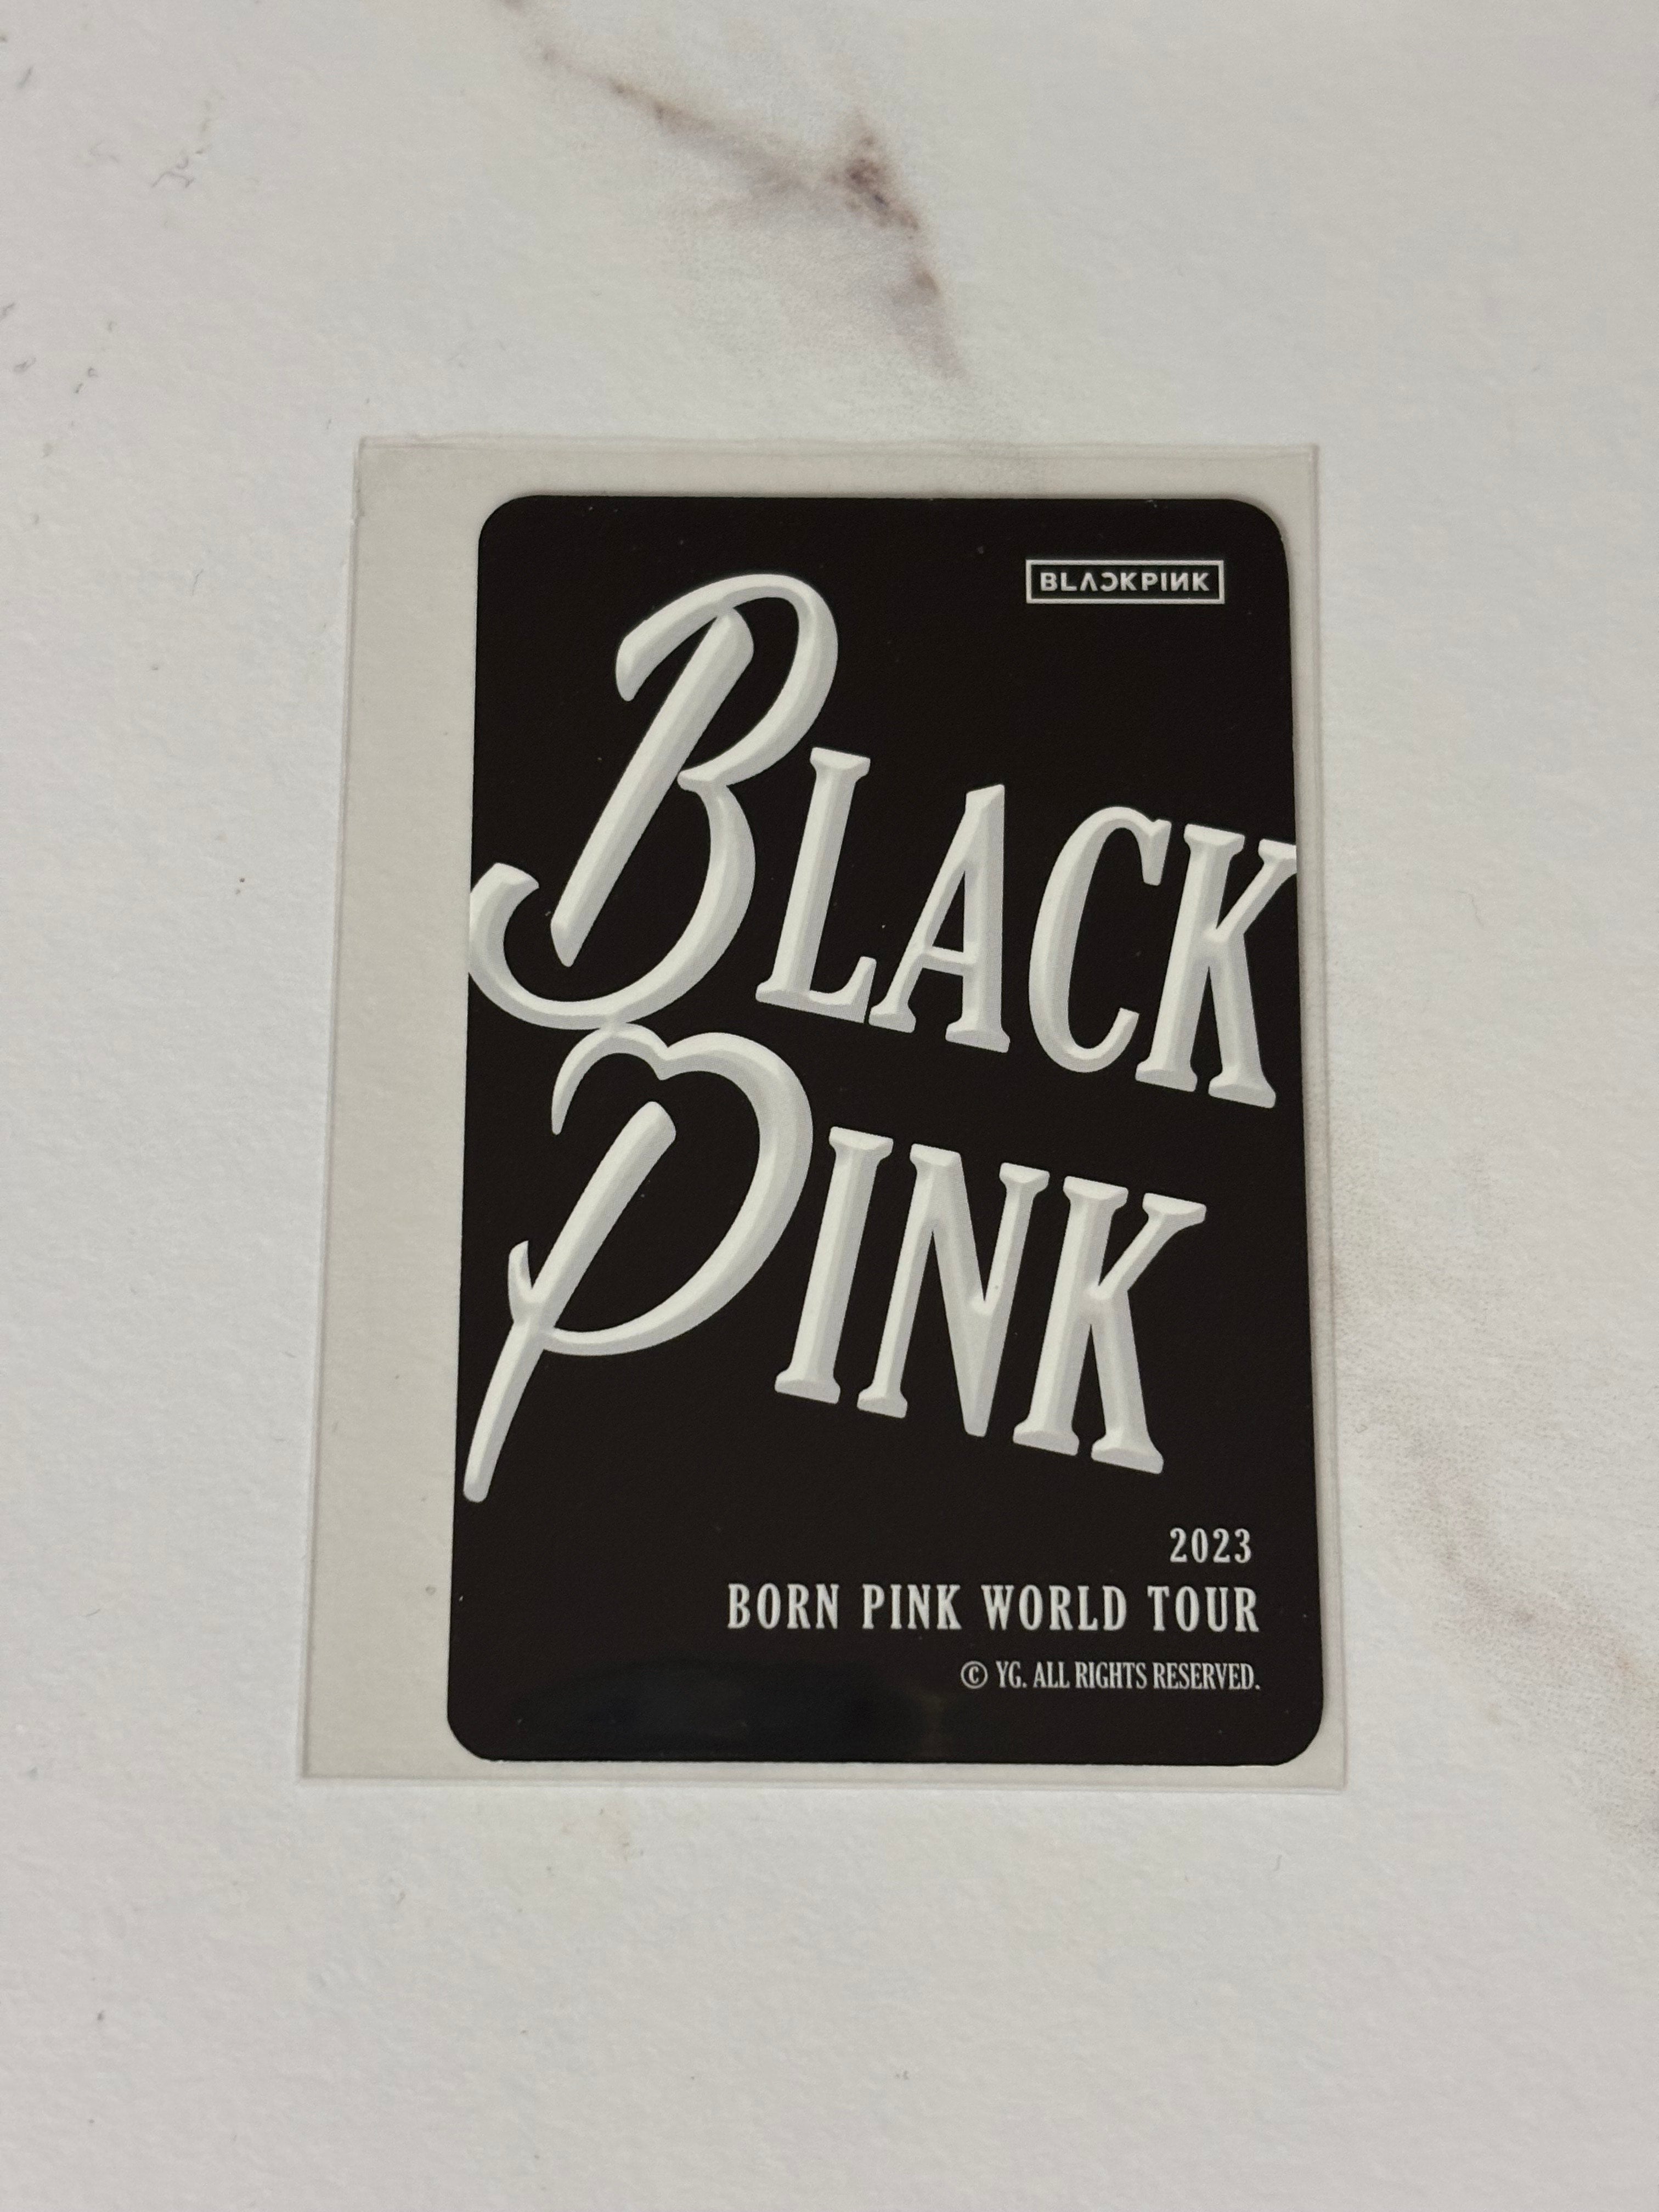 BLACKPINK
BLACK
PINK
2023
BORN PINK WORLD TOUR
© YG. ALL RIGHTS RESERVED.